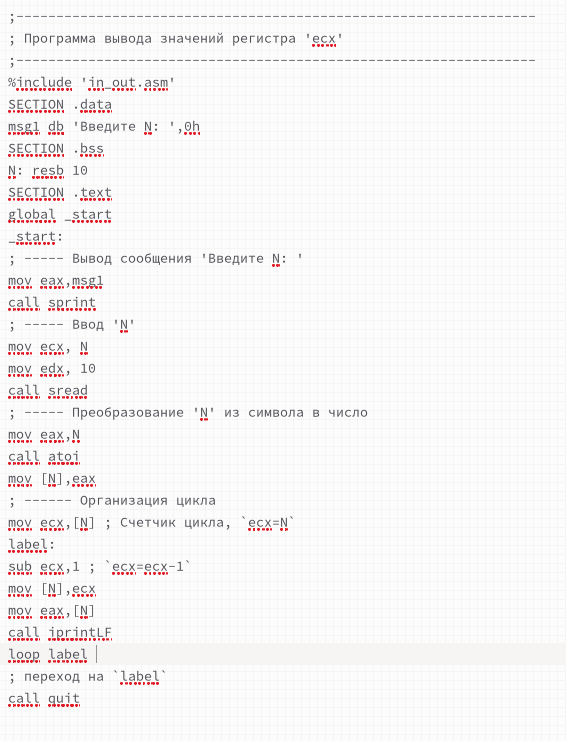 ;-----------------------------------------------------------------
; Программа вывода значений регистра 'ecx'
;-----------------------------------------------------------------
%include 'in_out.asm'
SECTION .data
msg1 db 'Введите N: ',0h
SECTION .bss
N: resb 10
SECTION .text
global _start
_start:
; ----- Вывод сообщения 'Введите N: '
mov eax,msg1
call sprint
; ----- Ввод 'N'
mov ecx, N
mov edx, 10
call sread
; ----- Преобразование 'N' из символа в число
mov eax,N
call atoi
mov [N],eax
; ------ Организация цикла
mov ecx,[N] ; Счетчик цикла, `ecx=N`
label:
sub ecx,1 ; `ecx=ecx-1`
mov [N],ecx
mov eax,[N]
call iprintLF
loop label
; переход на `label`
call quit